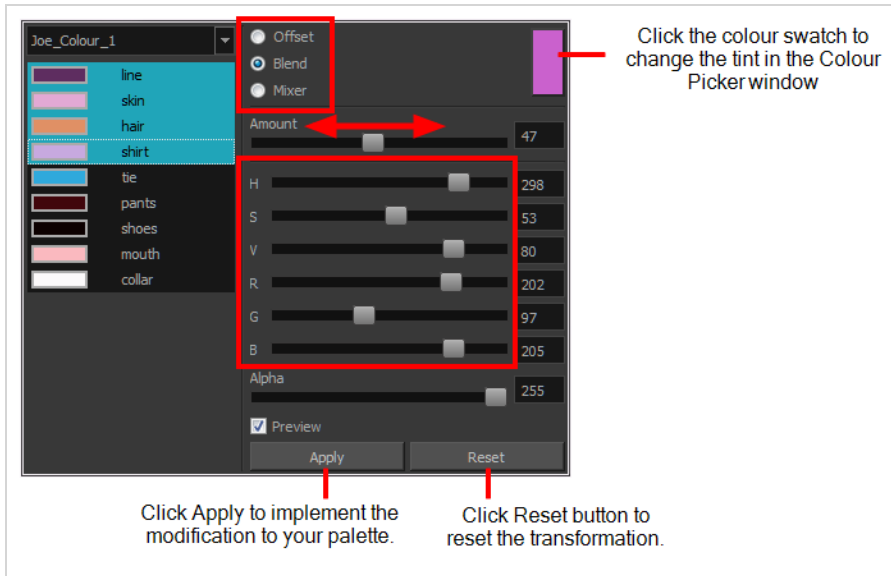 Joe_Colour_1
line
skin
hair
shirt
tie
pants
shoes
mouth
collar
Offset
Blend
Mixer
Amount
47
H
298
S
53
V
80
R
202
G
97
B
205
Alpha
255
Preview
Apply
Reset
Click the colour swatch to
change the tint in the Colour
Picker window
Click Apply to implement the
modification to your palette.
Click Reset button to
reset the transformation.